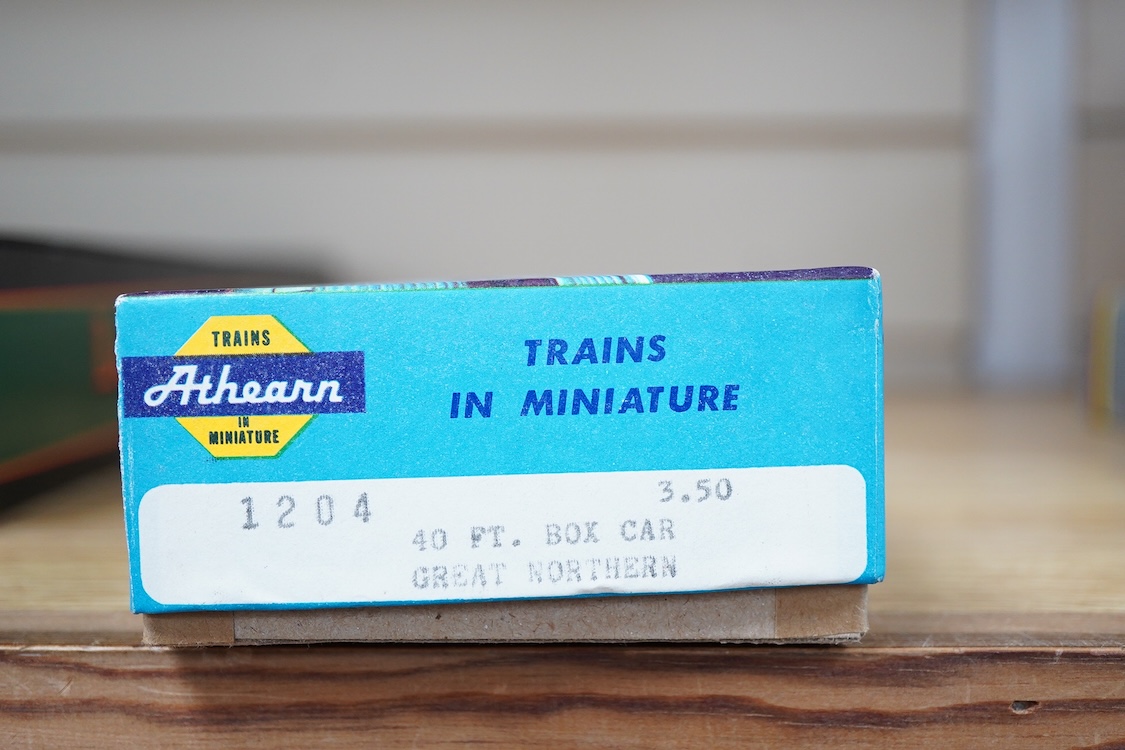 TRAINS
Athearn
IN
MINIATURE
TRAINS
IN MINIATURE
1204 3.50
40 FT. BOX CAR
GREAT NORTHERN